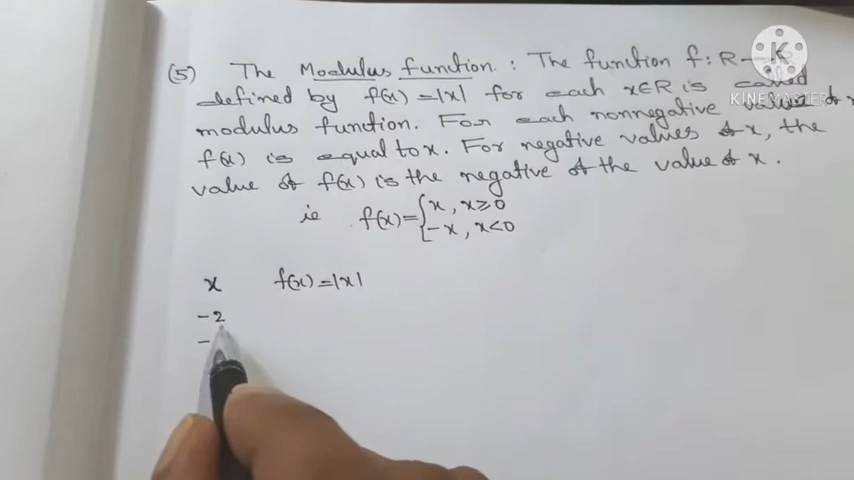 (5) The Modulus function : The function f: R→R
defined by f(x) = |x| for each x∈R is called
modulus function. For each nonnegative values of x
f(x) is equal to x. For negative values of x, the
value of f(x) is the negative of the value of x.
ie f(x) = { x, x≥0
-x, x<0
x f(x) = |x|
-2
-
KINEMASTER